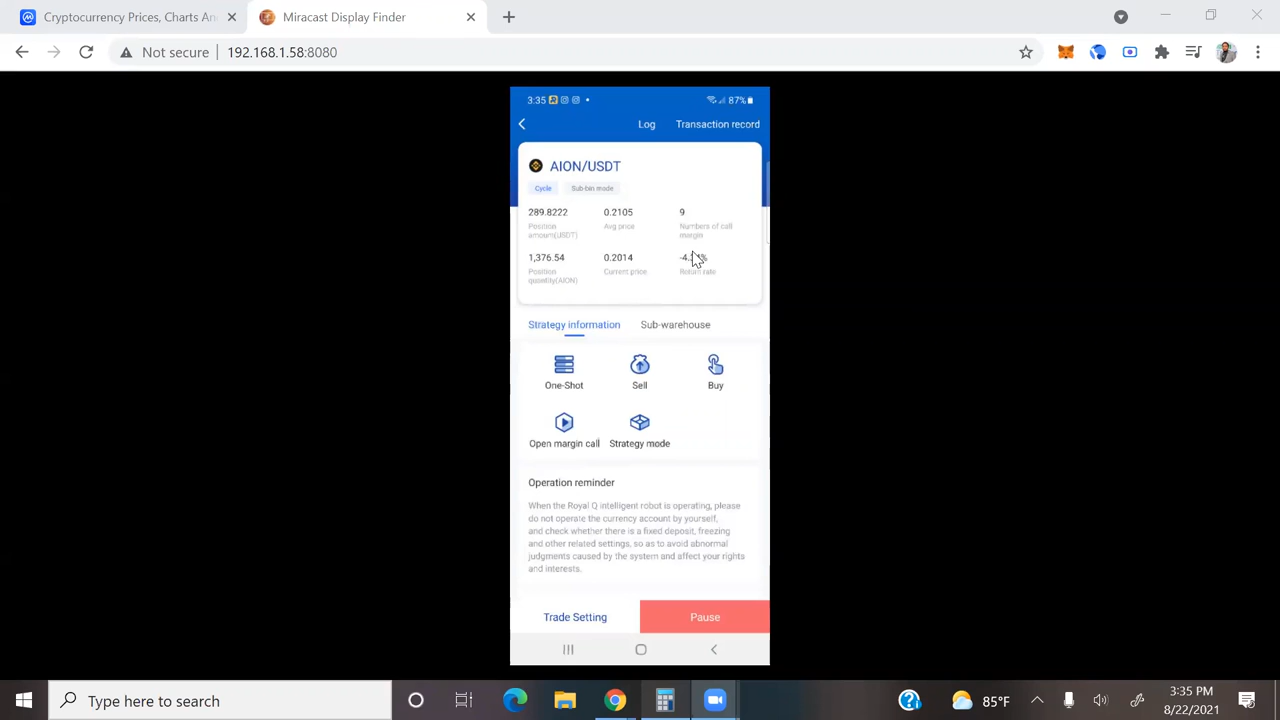 Cryptocurrency Prices, Charts An
Miracast Display Finder
Not secure
192.168.1.58:8080
3:35
87%
Log
Transaction record
AION/USDT
Cycle
Sub-bin mode
289.8222
0.2105
9
Position amount(USDT)
Avg price
Numbers of call margin
1,376.54
0.2014
Position quantity(AION)
Current price
Return rate
Strategy information
Sub-warehouse
One-Shot
Sell
Buy
Open margin call
Strategy mode
Operation reminder
When the Royal Q intelligent robot is operating, please
do not operate the currency account by yourself,
and check whether there is a fixed deposit, freezing
and other related settings, so as to avoid abnormal
judgments caused by the system and affect your rights
and interests.
Trade Setting
Pause
Type here to search
85°F
3:35 PM
8/22/2021